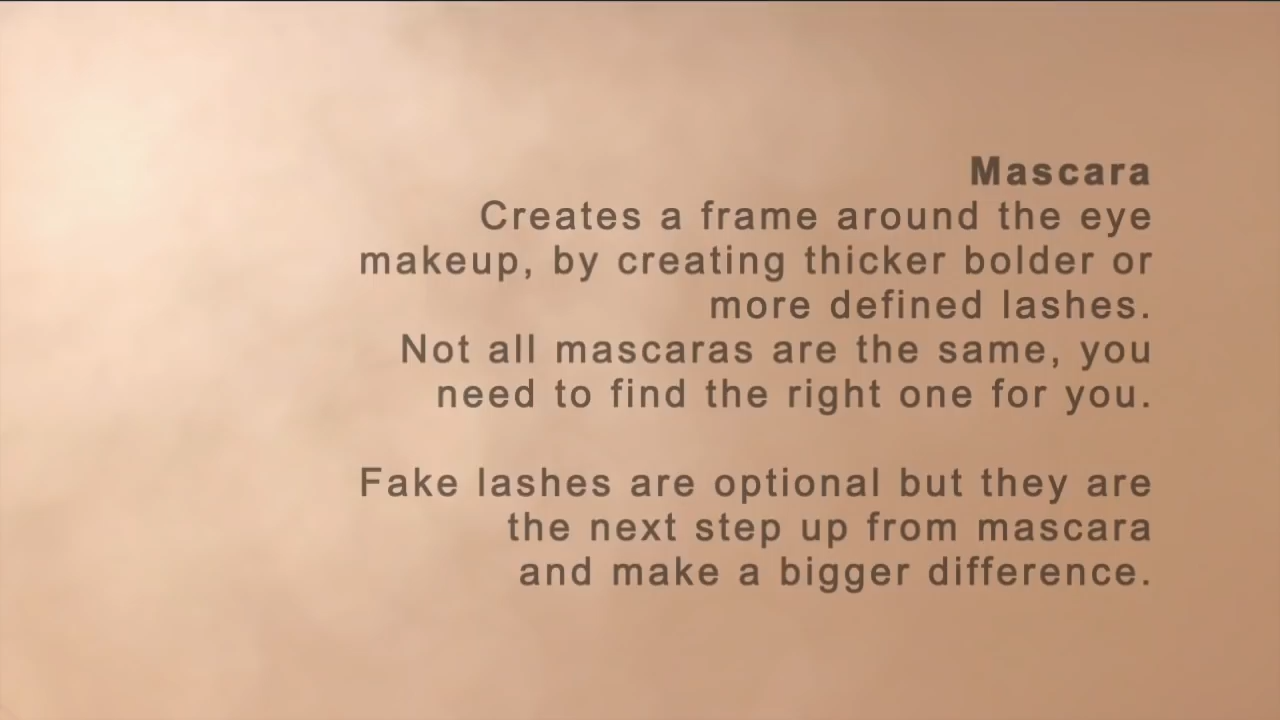 Mascara
Creates a frame around the eye
makeup, by creating thicker bolder or
more defined lashes.
Not all mascaras are the same, you
need to find the right one for you.
Fake lashes are optional but they are
the next step up from mascara
and make a bigger difference.